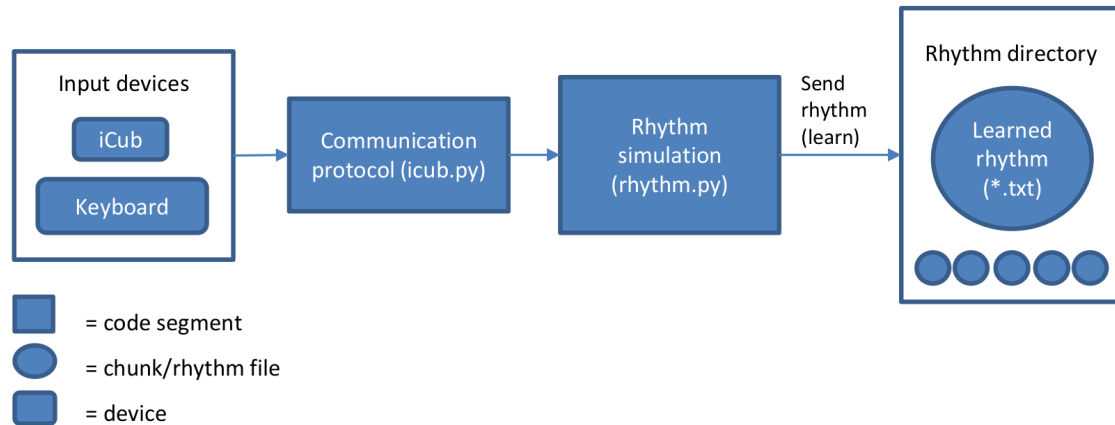 Input devices
iCub
Keyboard
Communication
protocol (icub.py)
Rhythm
simulation
(rhythm.py)
Send
rhythm
(learn)
Rhythm directory
Learned
rhythm
(*.txt)
= code segment
= chunk/rhythm file
= device